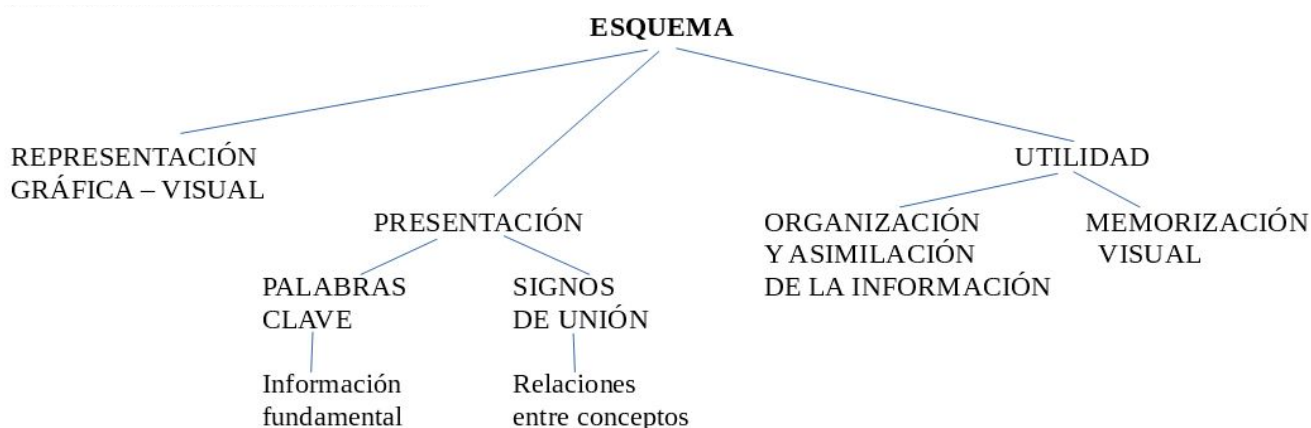 ESQUEMA
REPRESENTACIÓN
GRÁFICA – VISUAL
PRESENTACIÓN
PALABRAS
CLAVE
Información
fundamental
SIGNOS
DE UNIÓN
Relaciones
entre conceptos
UTILIDAD
ORGANIZACIÓN
Y ASIMILACIÓN
DE LA INFORMACIÓN
MEMORIZACIÓN
VISUAL